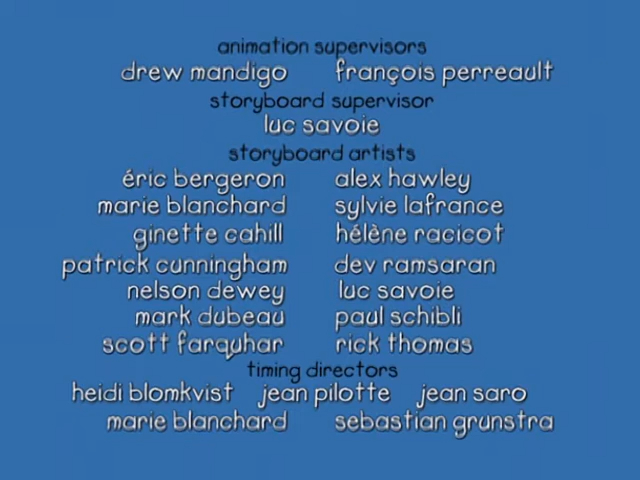 animation supervisors
drew mandigo françois perreault
storyboard supervisor
luc savoie
storyboard artists
éric bergeron alex hawley
marie blanchard sylvie lafrance
ginette cahill hélène racicot
patrick cunningham dev ramsaran
nelson dewey luc savoie
mark dubeau paul schibli
scott farquhar rick thomas
timing directors
heidi blomkvist jean pilotte jean saro
marie blanchard sebastian grunstra